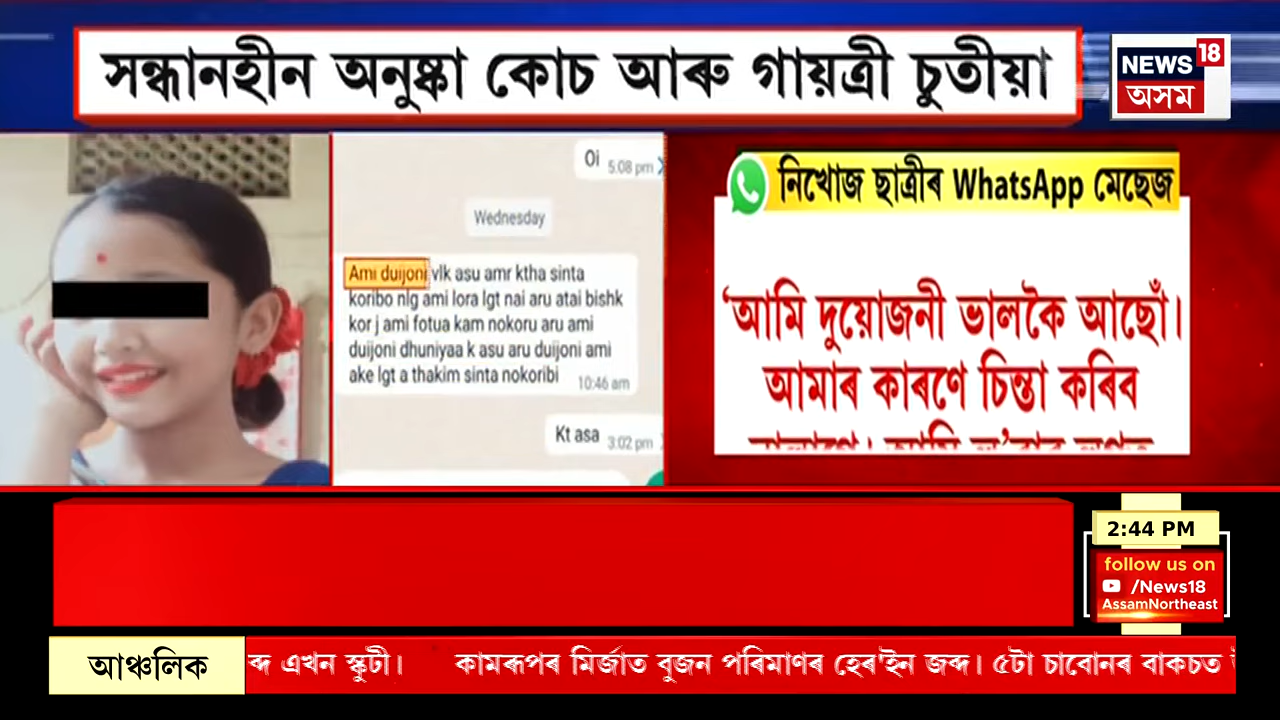 সন্ধানহীন অনুষ্কা কোচ আৰু গায়ত্ৰী চুতীয়া
NEWS 18
অসম
Oi 5:08 pm
Wednesday
Ami duijoni vlk asu amr ktha sinta
koribo nlg ami lora lgt nai aru atai bishk
kor j ami fotua kam nokoru aru ami
duijoni dhuniyaa k asu aru duijoni ami
ake lgt a thakim sinta nokoribi 10:46 am
Kt asa 3:02 pm
নিখোজ ছাত্ৰীৰ WhatsApp মেছেজ
‘আমি দুয়োজনী ভালকৈ আছোঁ।
আমাৰ কাৰণে চিন্তা কৰিব
2:44 PM
follow us on
/News18
AssamNortheast
আঞ্চলিক
ব্দ এখন স্কুটী। কামৰূপৰ মিৰ্জাত বুজন পৰিমাণৰ হেৰ'ইন জব্দ। ৫টা চাবোনৰ বাকচত